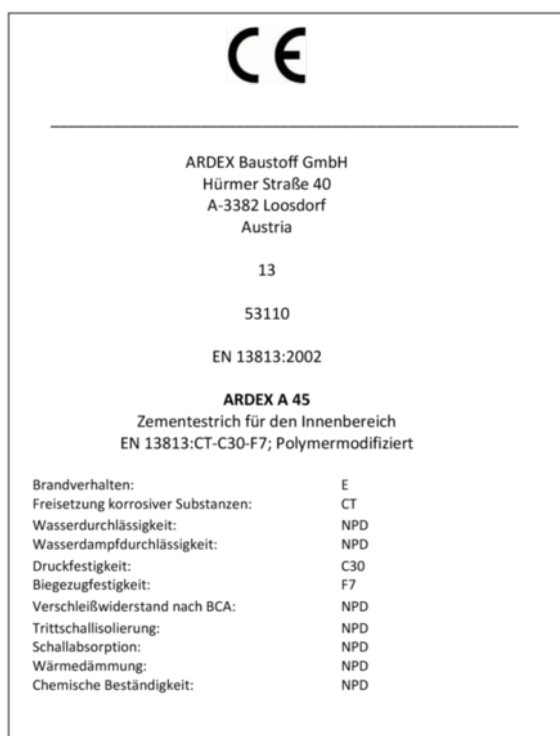 CE
ARDEX Baustoff GmbH
Hürmer Straße 40
A-3382 Loosdorf
Austria
13
53110
EN 13813:2002
ARDEX A 45
Zementestrich für den Innenbereich
EN 13813:CT-C30-F7; Polymermodifiziert
Brandverhalten: E
Freisetzung korrosiver Substanzen: CT
Wasserdurchlässigkeit: NPD
Wasserdampfdurchlässigkeit: NPD
Druckfestigkeit: C30
Biegezugfestigkeit: F7
Verschleißwiderstand nach BCA: NPD
Trittschallisolierung: NPD
Schallabsorption: NPD
Wärmedämmung: NPD
Chemische Beständigkeit: NPD